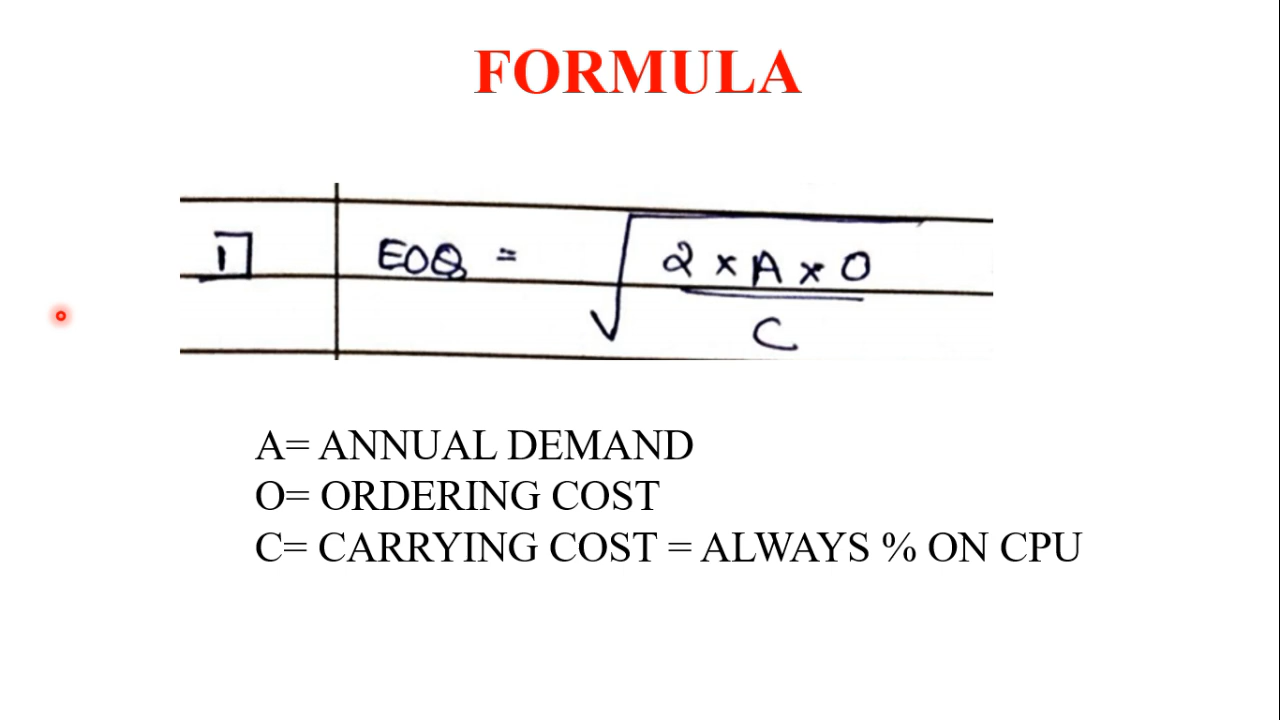 FORMULA
1 EOQ = √ 2 × A × O
C
A= ANNUAL DEMAND
O= ORDERING COST
C= CARRYING COST = ALWAYS % ON CPU